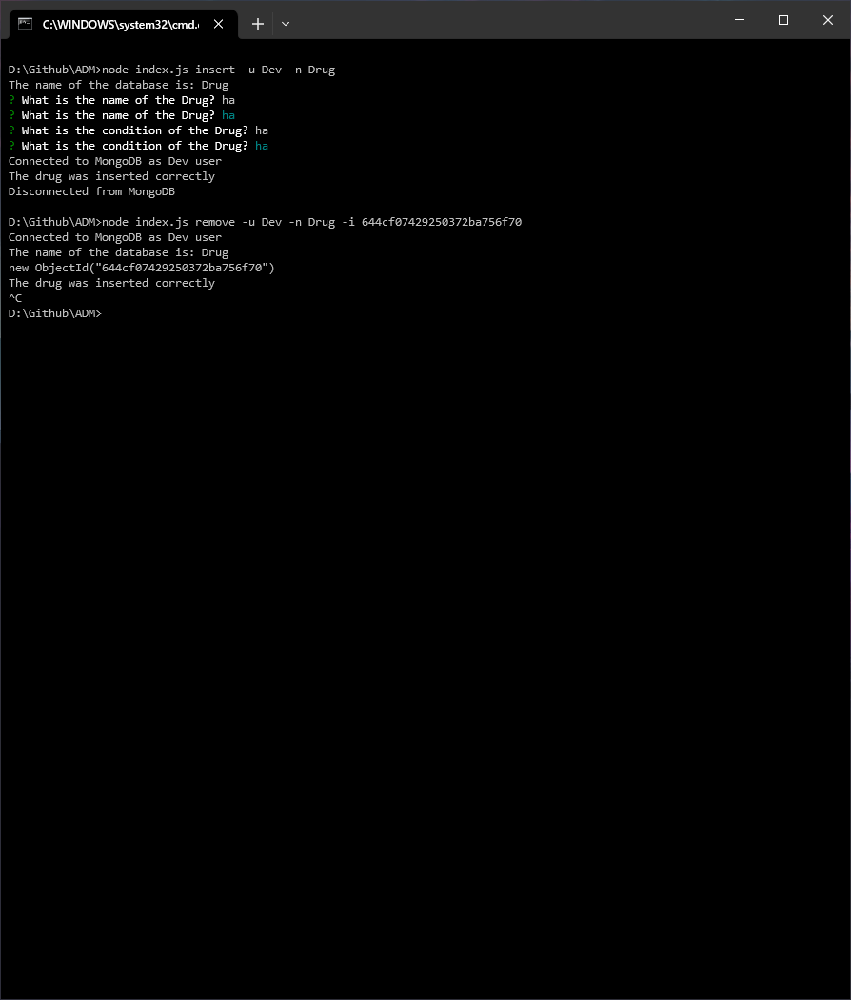 C:\WINDOWS\system32\cmd.
D:\Github\ADM>node index.js insert -u Dev -n Drug
The name of the database is: Drug
? What is the name of the Drug? ha
? What is the name of the Drug? ha
? What is the condition of the Drug? ha
? What is the condition of the Drug? ha
Connected to MongoDB as Dev user
The drug was inserted correctly
Disconnected from MongoDB
D:\Github\ADM>node index.js remove -u Dev -n Drug -i 644cf07429250372ba756f70
Connected to MongoDB as Dev user
The name of the database is: Drug
new ObjectId("644cf07429250372ba756f70")
The drug was inserted correctly
^C
D:\Github\ADM>